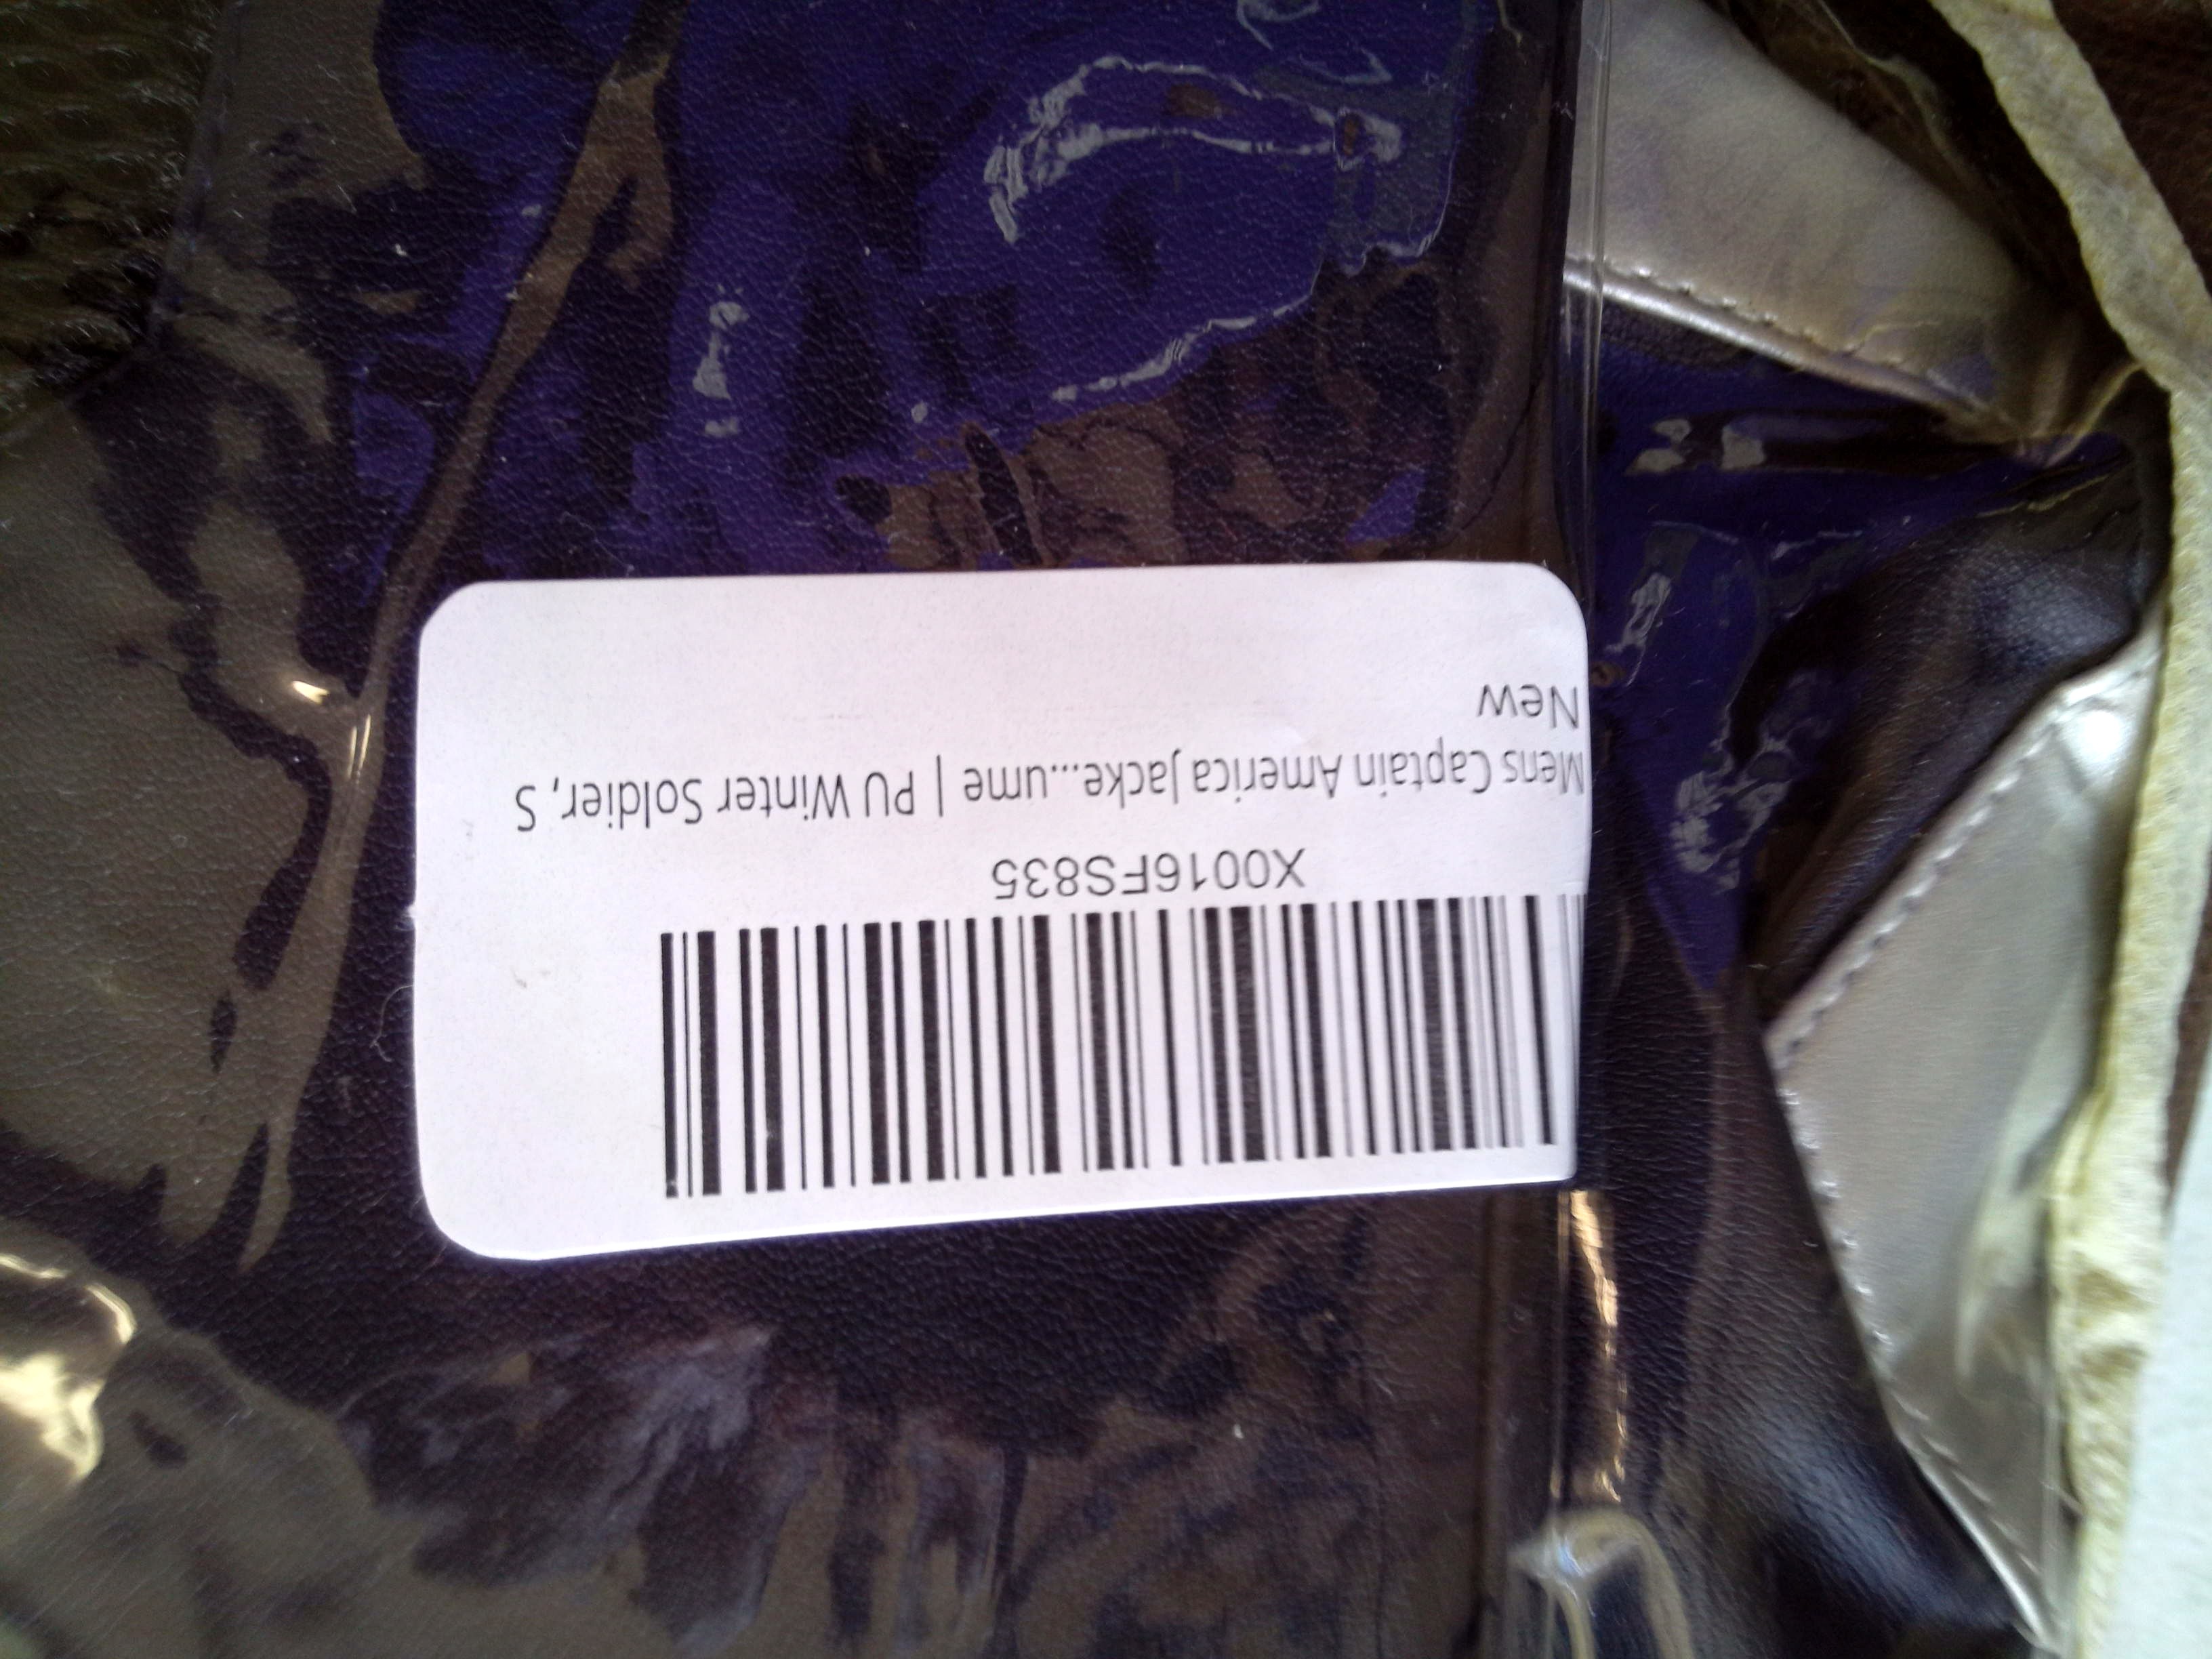 X0016FS835
Mens Captain America Jacke...ume | PU Winter Soldier, S
New